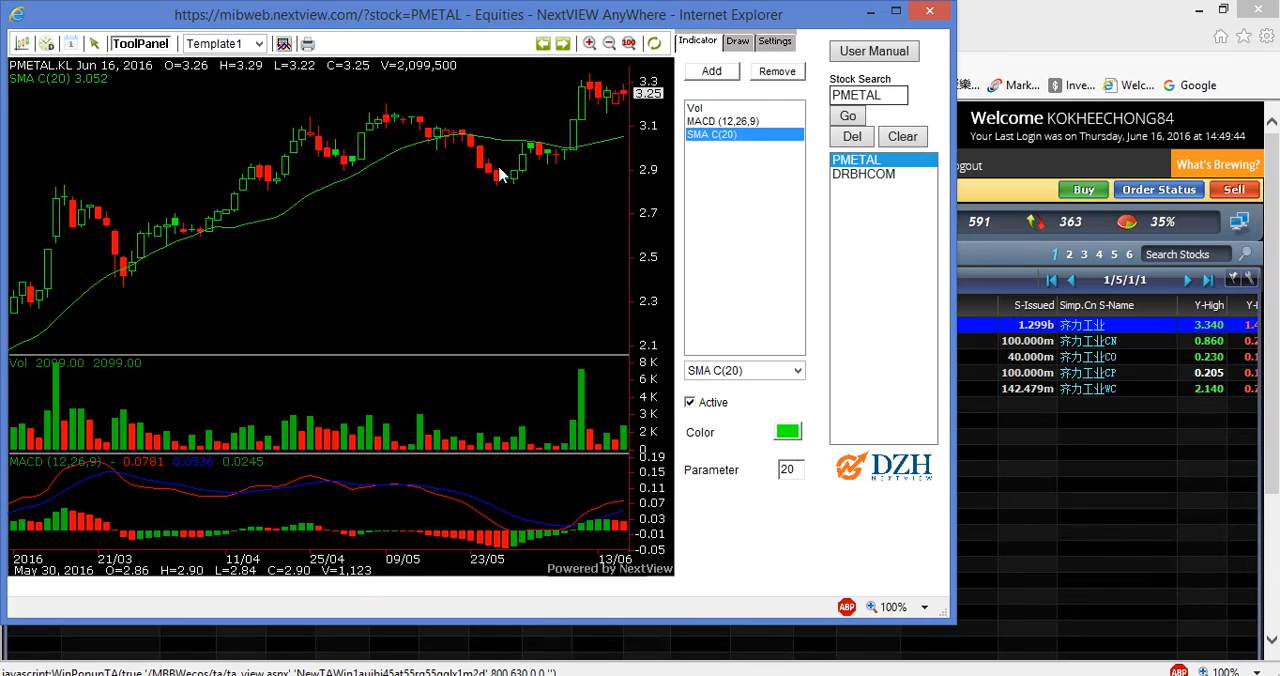 https://mibweb.nextview.com/?stock=PMETAL - Equities - NextVIEW AnyWhere - Internet Explorer
ToolPanel Template1
PMETAL.KL Jun 16, 2016 O=3.26 H=3.29 L=3.22 C=3.25 V=2,099,500
SMA C(20) 3.052
3.3
3.25
3.1
2.9
2.7
2.5
2.3
2.1
Vol 2099.00 2099.00
8 K
6 K
4 K
3 K
2 K
0
MACD (12,26,9) - 0.0781 0.0536 0.0245
0.19
0.15
0.11
0.07
0.03
-0.01
-0.05
2016 21/03 11/04 25/04 09/05 23/05 13/06
May 30, 2016 O=2.86 H=2.90 L=2.84 C=2.90 V=1,123
Powered by NextView
Indicator Draw Settings
Add Remove
Vol
MACD (12,26,9)
SMA C(20)
SMA C(20)
Active
Color
Parameter 20
User Manual
Stock Search
PMETAL
Go
Del Clear
PMETAL
DRBHCOM
DZH
NEXTVIEW
ABP 100%
Mark... Inve... Welc... Google
Welcome KOKHEECHONG84
Your Last Login was on Thursday, June 16, 2016 - 14:49:44
ogout What's Brewing?
Buy Order Status Sell
591 363 35%
1 2 3 4 5 6 Search Stocks
1/5/1/1
S-Issued Simp.Cn S-Name Y-High Y-
1.299b 齐力工业 3.340 1.
100.000m 齐力工业CN 0.860 0.
40.000m 齐力工业CO 0.230 0.
100.000m 齐力工业CP 0.205 0.
142.479m 齐力工业WC 2.140 0.
ABP 100%